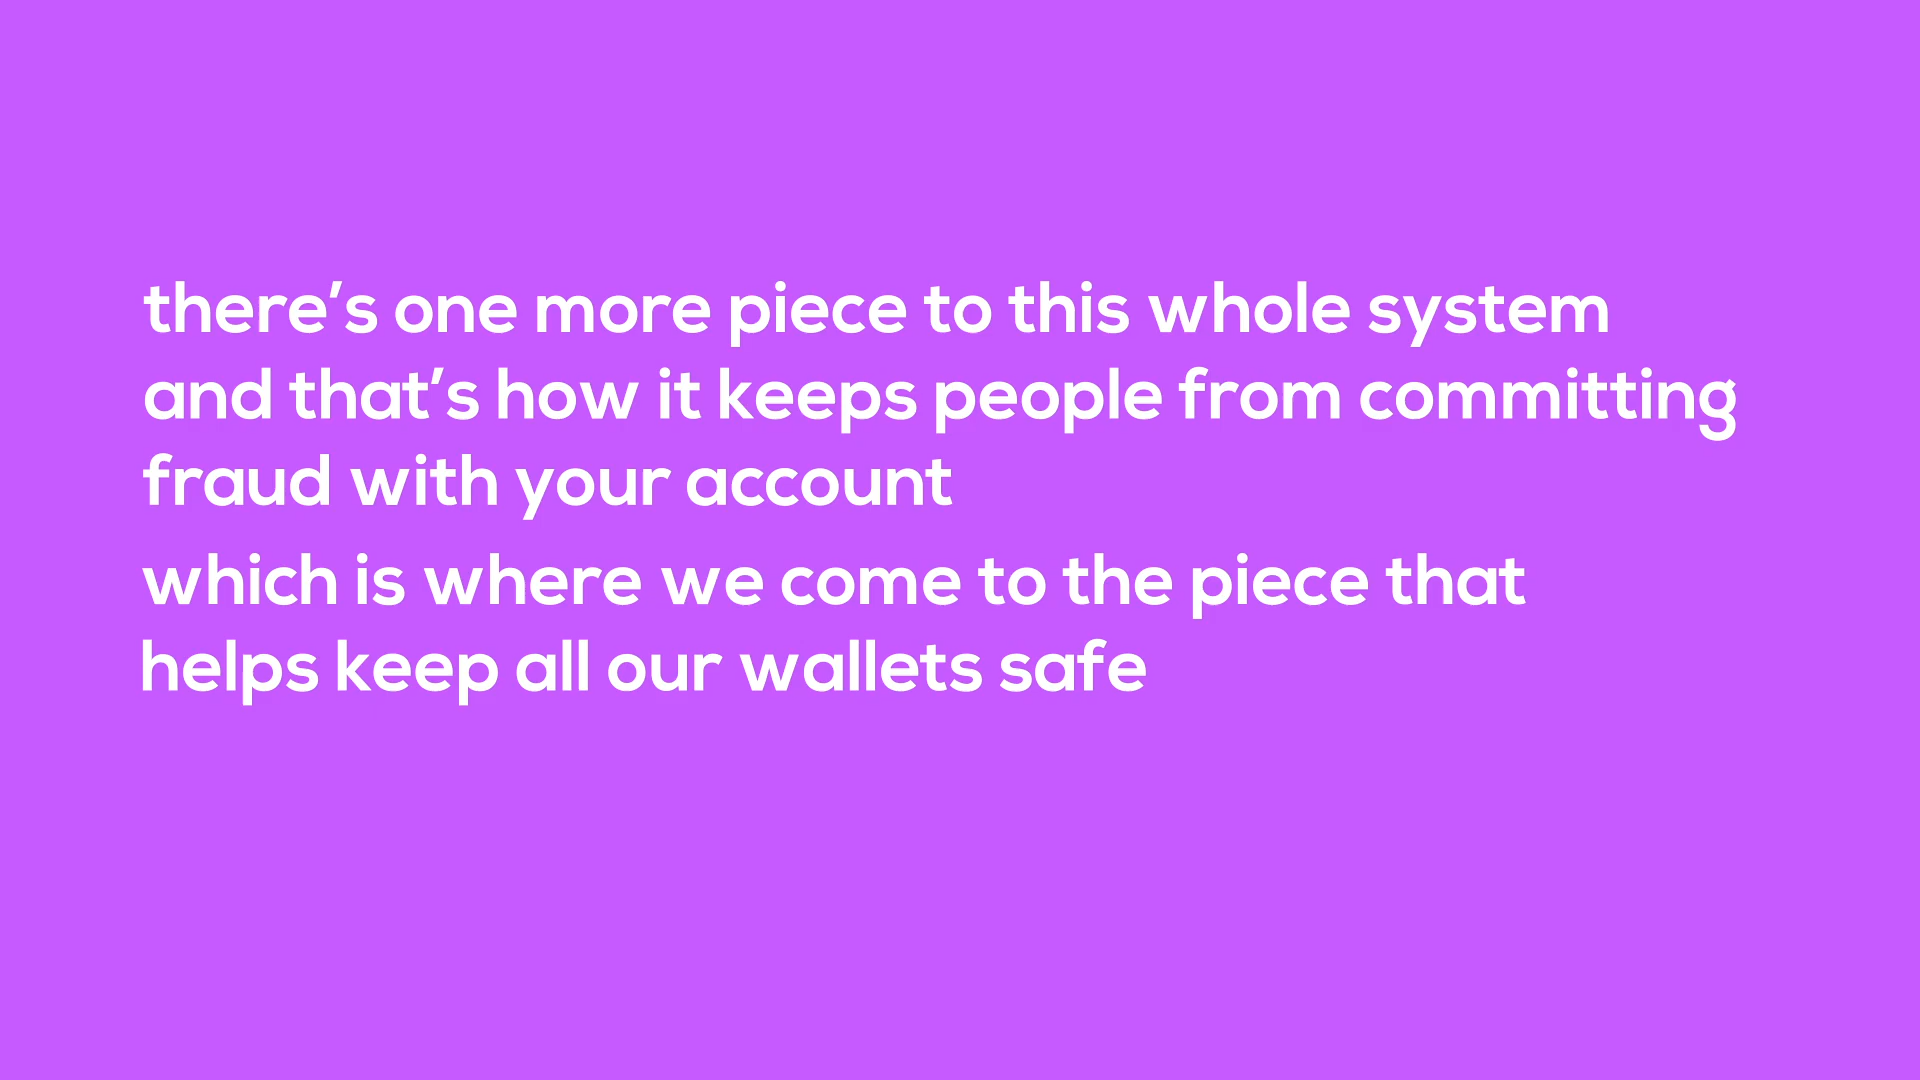 there’s one more piece to this whole system
and that’s how it keeps people from committing
fraud with your account
which is where we come to the piece that
helps keep all our wallets safe